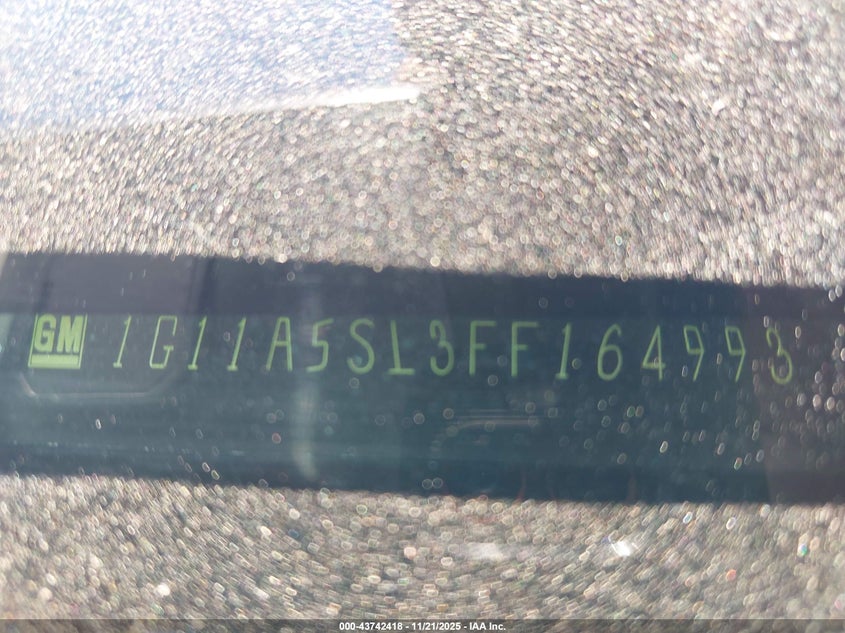 GM 1G11A5SL3FF164993
000-43742418 - 11/21/2025 - IAA Inc.